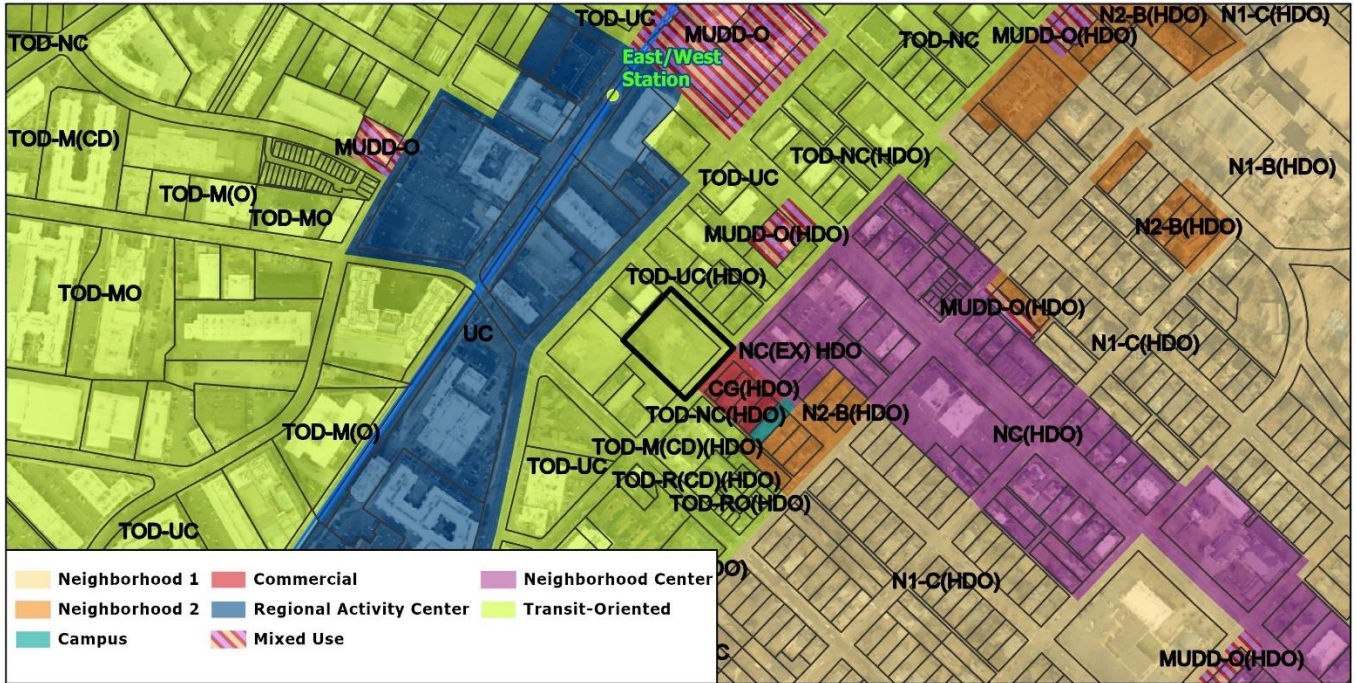 TOD-UC
N2-B(HDO)
N1-C(HDO)
TOD-NC
MUDD-O
TOD-NC
MUDD-O(HDO)
East/West
Station
TOD-M(CD)
MUDD-O
TOD-NC(HDO)
N1-B(HDO)
TOD-M(O)
TOD-UC
TOD-MO
N2-B(HDO)
MUDD-O(HDO)
TOD-UC(HDO)
TOD-MO
MUDD-O(HDO)
UC
N1-C(HDO)
NC(EX) HDO
CG(HDO)
TOD-NC(HDO)
N2-B(HDO)
TOD-M(O)
NC(HDO)
TOD-M(CD)(HDO)
TOD-UC
TOD-R(CD)(HDO)
TOD-RO(HDO)
TOD-UC
N1-C(HDO)
MUDD-O(HDO)
Neighborhood 1
Commercial
Neighborhood Center
Neighborhood 2
Regional Activity Center
Transit-Oriented
Campus
Mixed Use